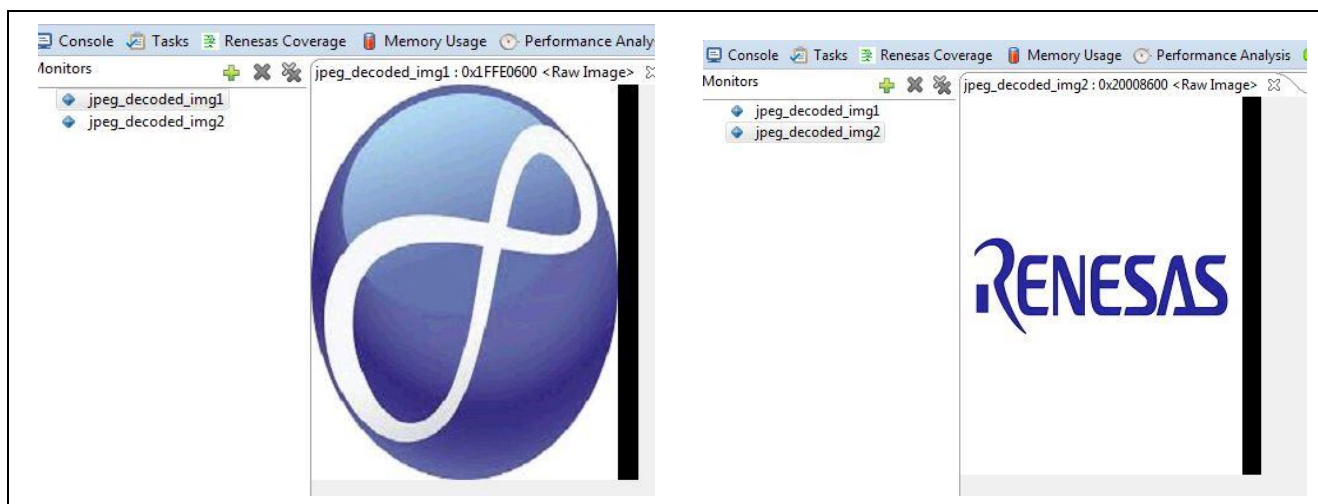 Console Tasks Renesas Coverage Memory Usage Performance Analy
Monitors
jpeg_decoded_img1 : 0x1FFE0600 <Raw Image>
jpeg_decoded_img1
jpeg_decoded_img2
Console Tasks Renesas Coverage Memory Usage Performance Analysis
Monitors
jpeg_decoded_img2 : 0x20008600 <Raw Image>
jpeg_decoded_img1
jpeg_decoded_img2
RENESAS